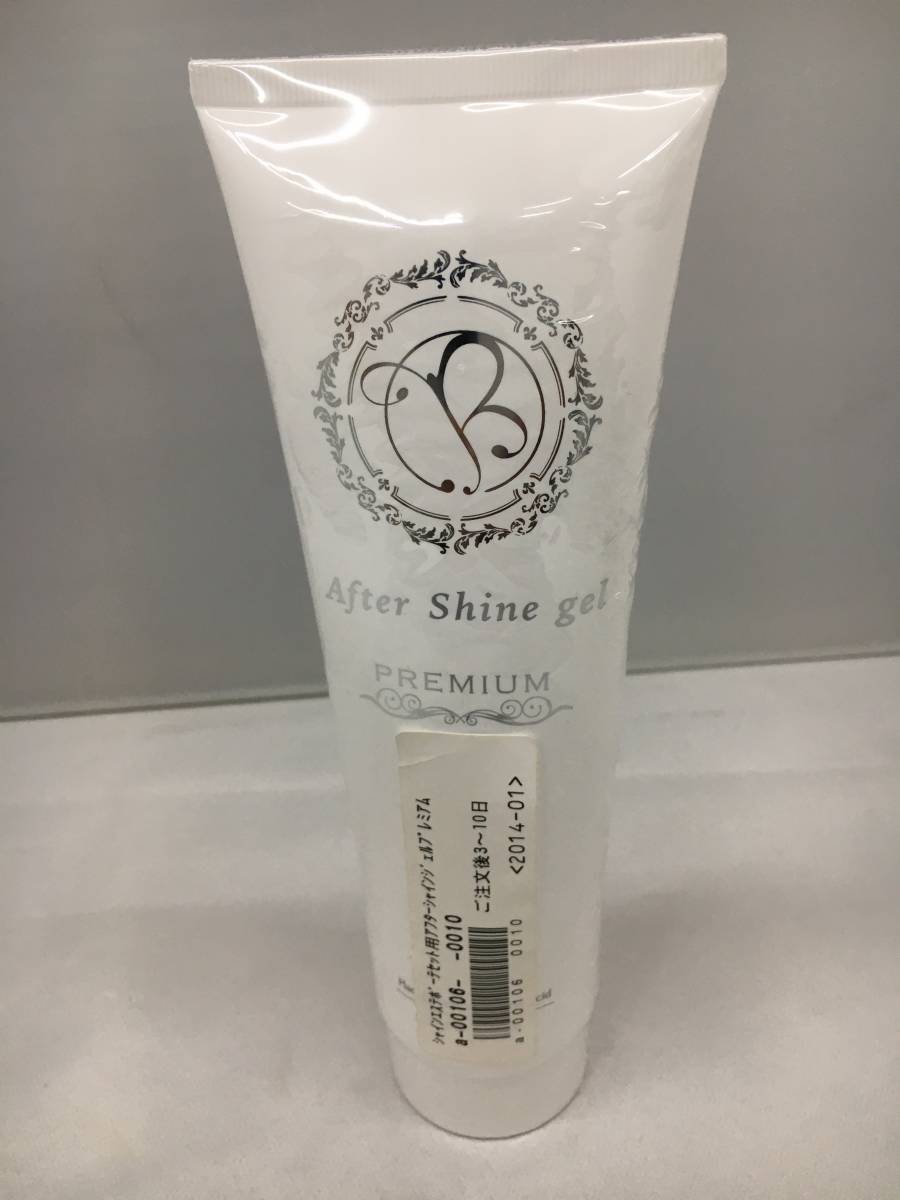 B
After Shine gel
PREMIUM
シャインエステボーテセット用アフターシャインジェルプレミアム
a-00106- -0010
ご注文後3～10日
a-00106 0010
<2014-01>